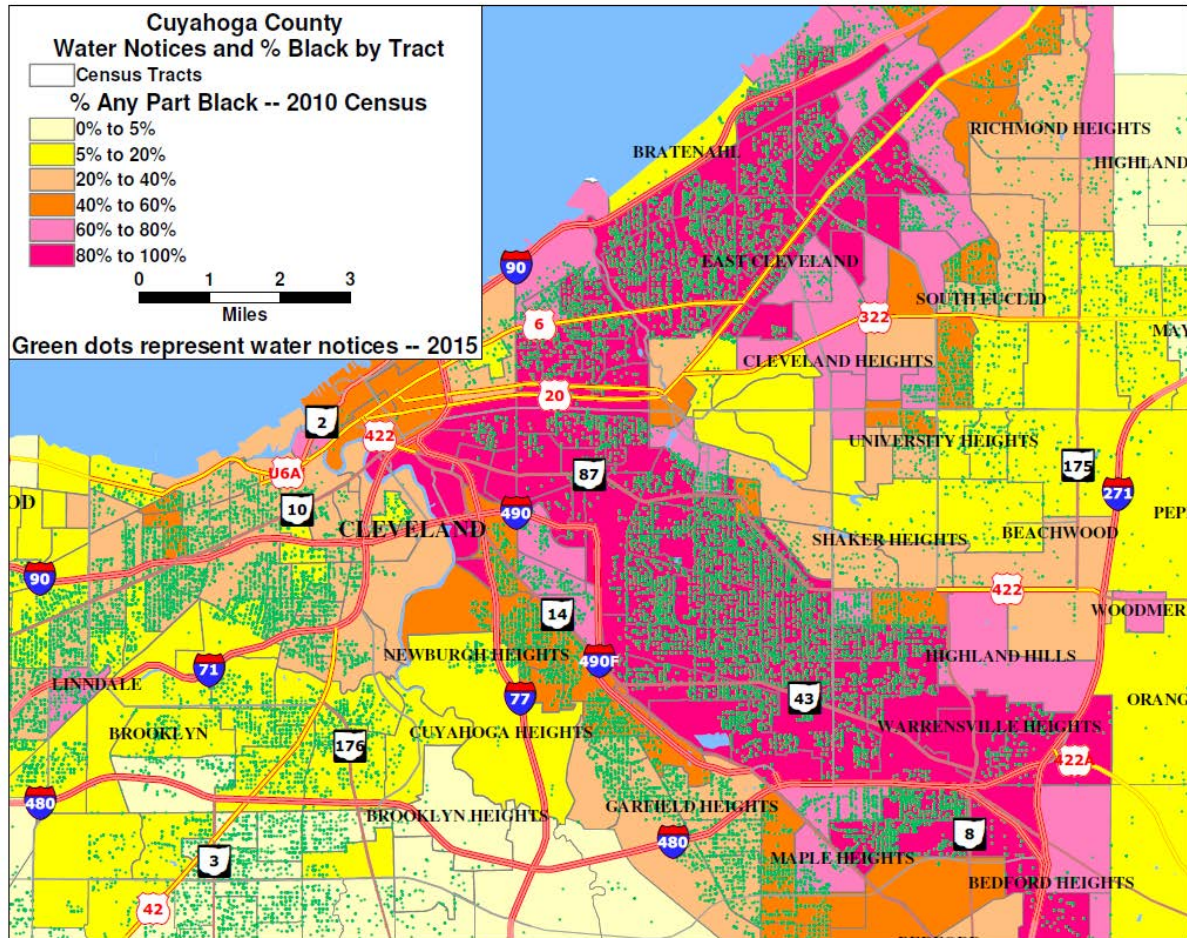 Cuyahoga County
Water Notices and % Black by Tract
Census Tracts
% Any Part Black -- 2010 Census
0% to 5%
5% to 20%
20% to 40%
40% to 60%
60% to 80%
80% to 100%
0 1 2 3
Miles
Green dots represent water notices -- 2015
RICHMOND HEIGHTS
BRATENAHL
HIGHLAND
90
EAST CLEVELAND
SOUTH EUCLID
6
322
MAY
CLEVELAND HEIGHTS
20
2
422
UNIVERSITY HEIGHTS
U6A
87
175
271
OD
10
490
CLEVELAND
PEP
SHAKER HEIGHTS
BEACHWOOD
90
422
14
WOODMER
NEWBURGH HEIGHTS
HIGHLAND HILLS
490F
71
LINNDALE
77
43
ORANG
BROOKLYN
CUYAHOGA HEIGHTS
WARRENSVILLE HEIGHTS
176
422A
480
BROOKLYN HEIGHTS
GARFIELD HEIGHTS
480
8
3
MAPLE HEIGHTS
BEDFORD HEIGHTS
42